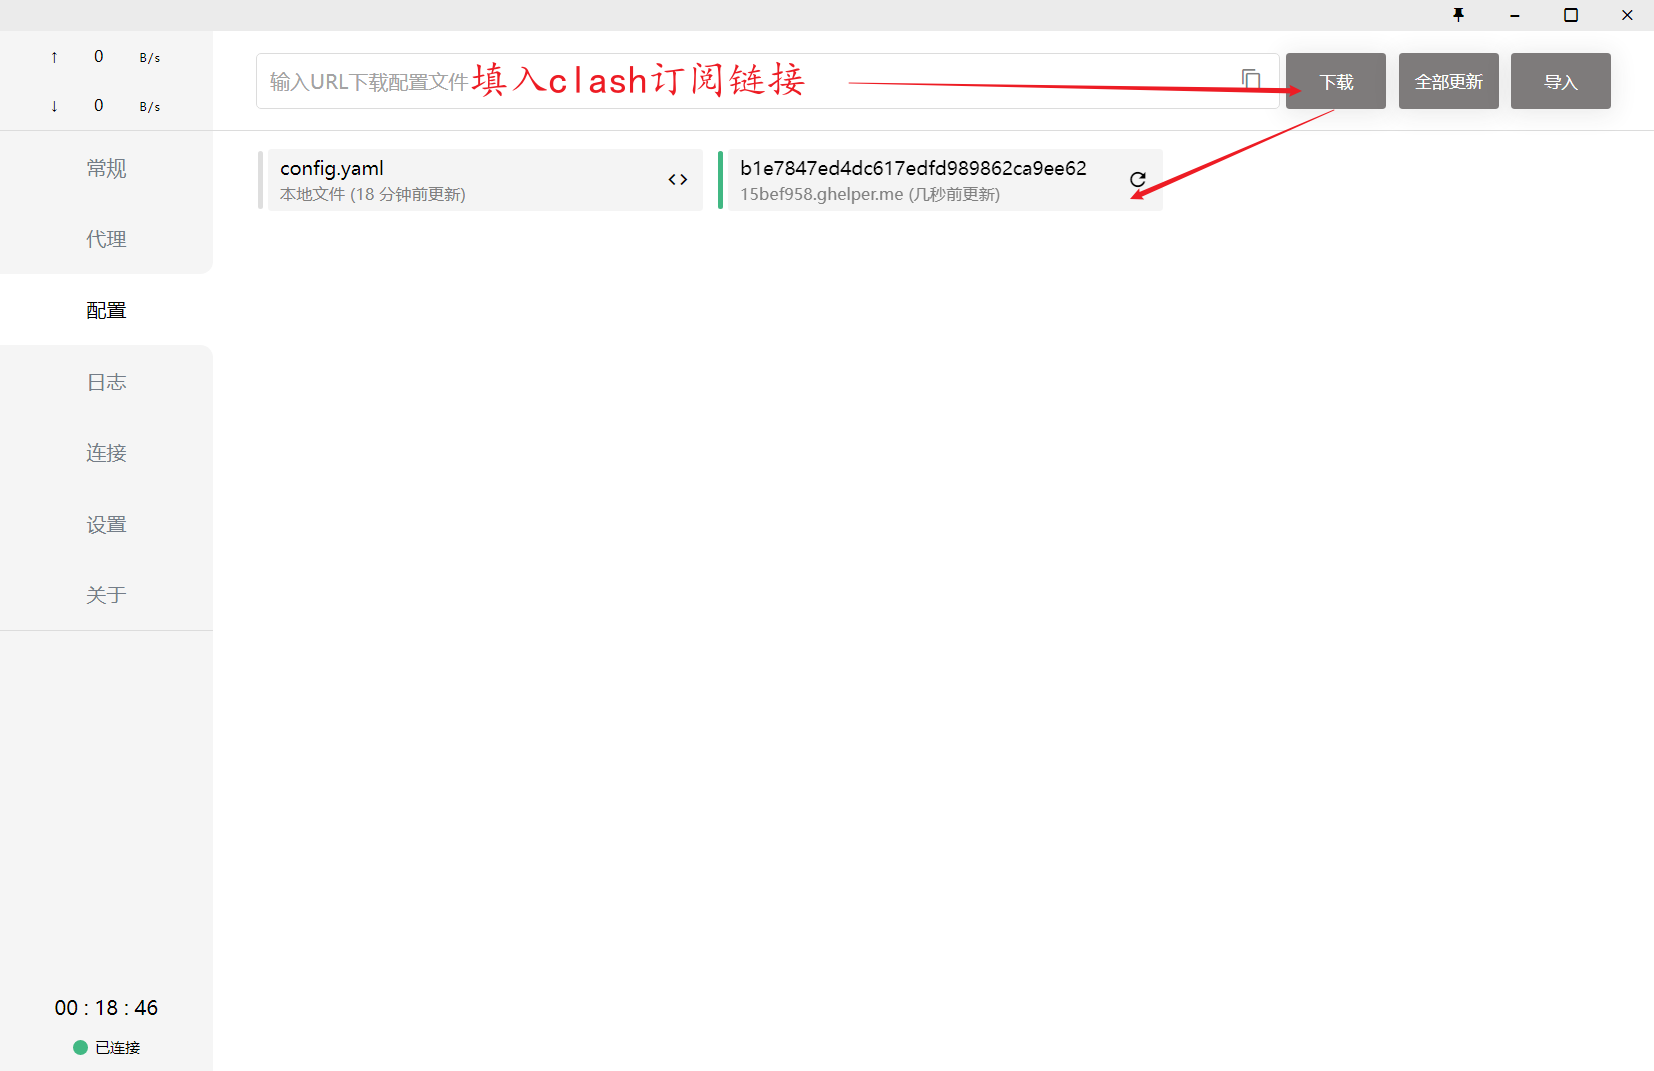 ↑ 0 B/s
↓ 0 B/s
常规
代理
配置
日志
连接
设置
关于
00 : 18 : 46
已连接
输入URL下载配置文件
填入clash订阅链接
下载
全部更新
导入
config.yaml
本地文件 (18 分钟前更新)
b1e7847ed4dc617edfd989862ca9ee62
15bef958.ghelper.me (几秒前更新)